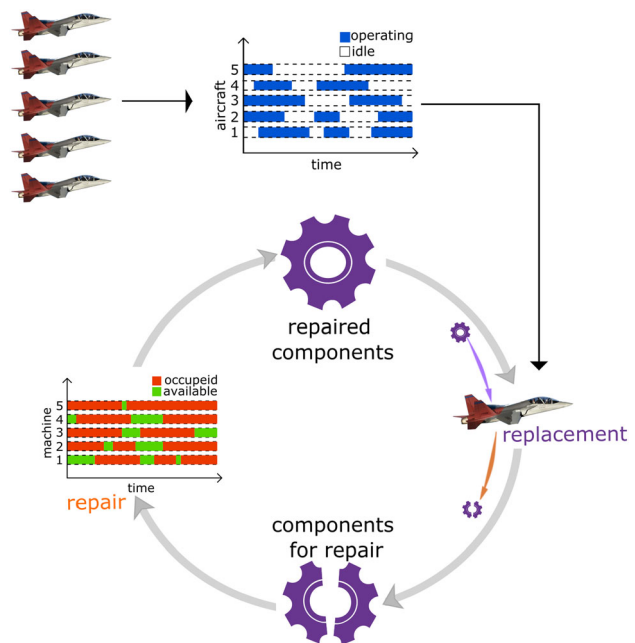 operating
idle
5
4
3
2
1
aircraft
time
repaired
components
occupeid
available
5
4
3
2
1
machine
time
repair
replacement
components
for repair